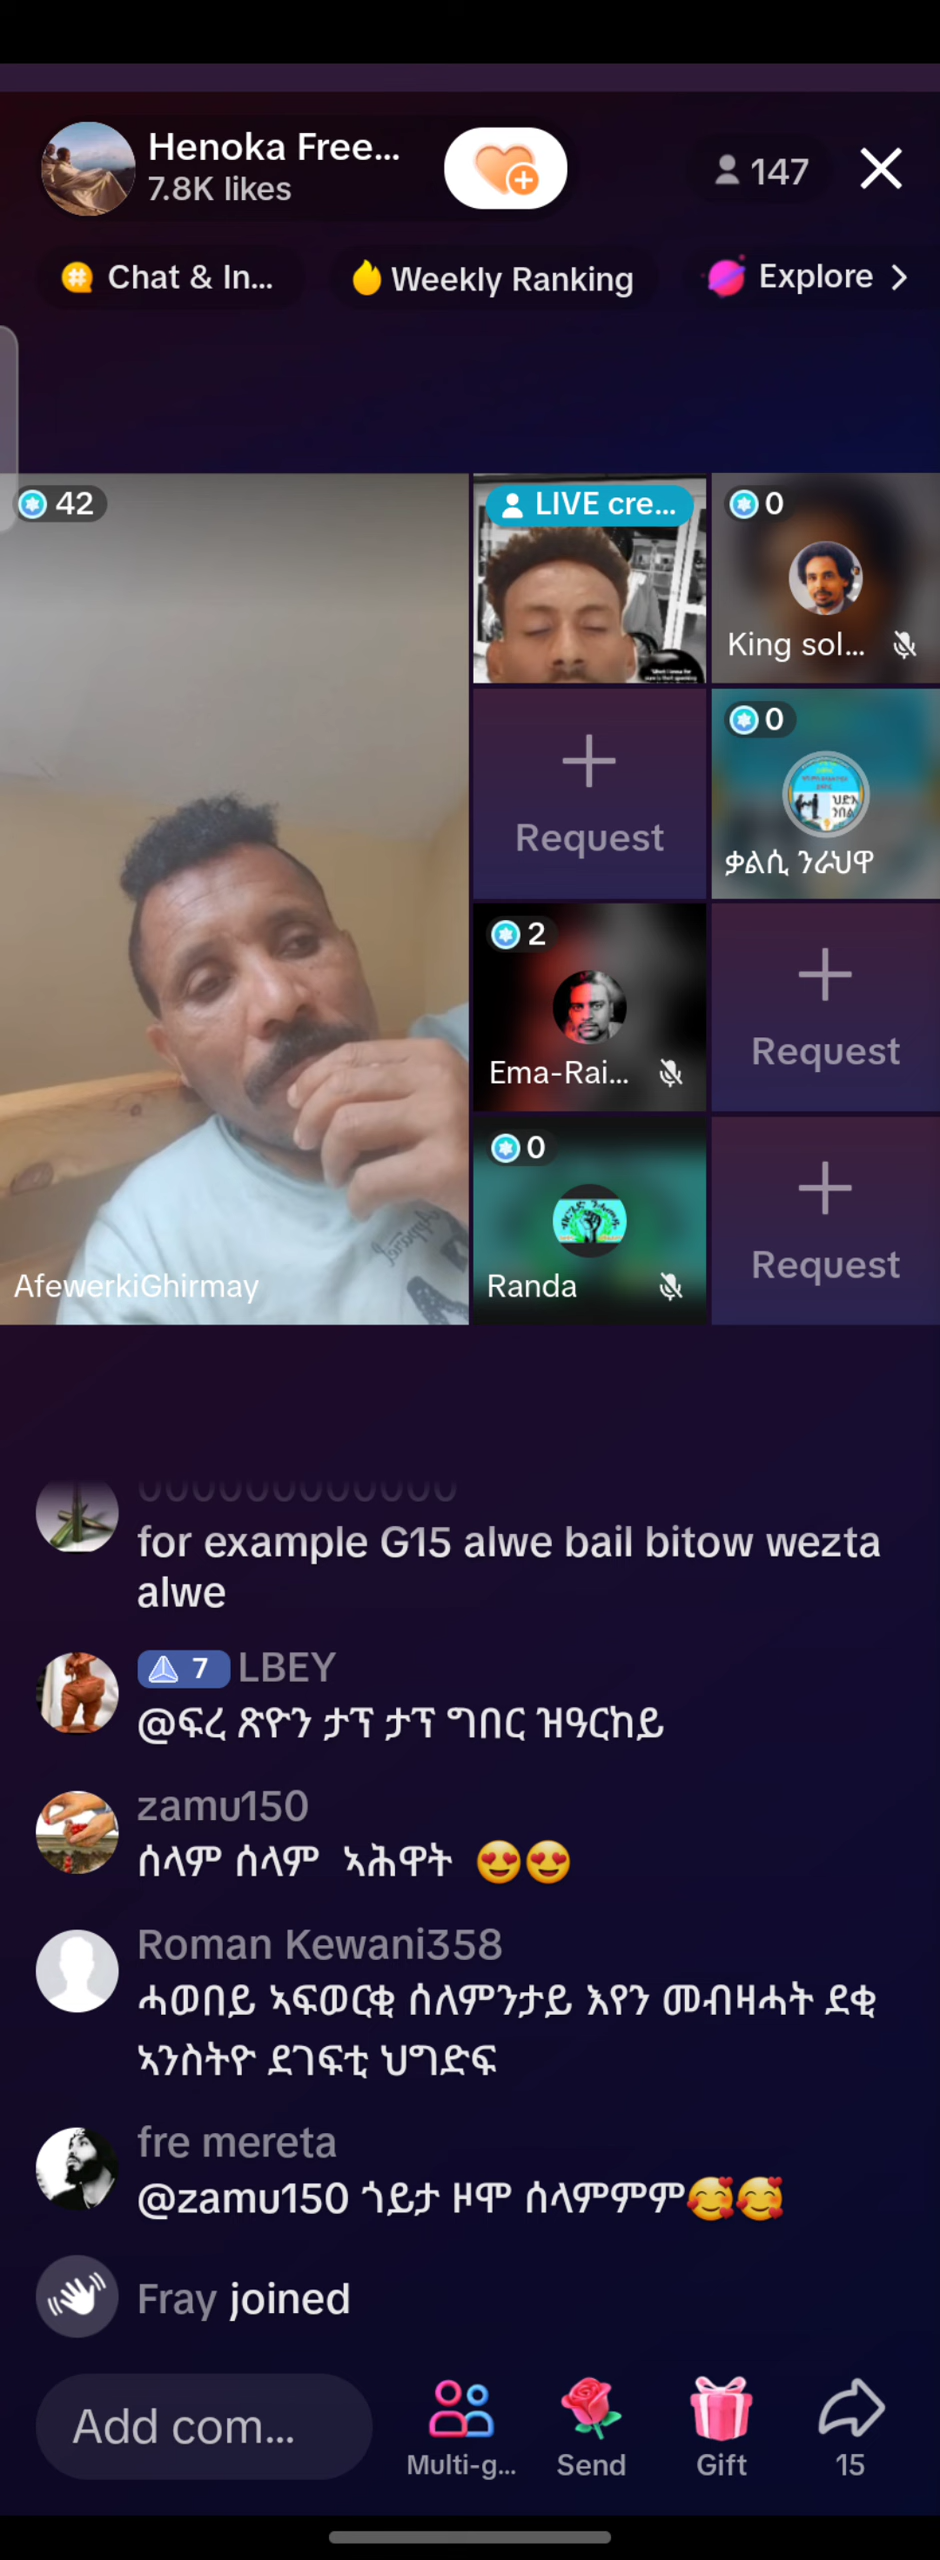 Henoka Free...
7.8K likes
147
Chat & In...
Weekly Ranking
Explore
42
LIVE cre...
0
King sol...
Request
0
ቃልሲ ንራህዋ
2
Ema-Rai...
Request
0
Randa
Request
AfewerkiGhirmay
for example G15 alwe bail bitow wezta
alwe
7 LBEY
@ፍረ ጽዮን ታፕ ታፕ ግበር ዝዓርከይ
zamu150
ሰላም ሰላም ኣሕዋት 😍😍
Roman Kewani358
ሓወበይ ኣፍወርቂ ሰለምንታይ እየን መብዛሓት ደቂ
ኣንስትዮ ደገፍቲ ህግድፍ
fre mereta
@zamu150 ጎይታ ዞሞ ሰላምምም🥰🥰
Fray joined
Add com...
Multi-g...
Send
Gift
15